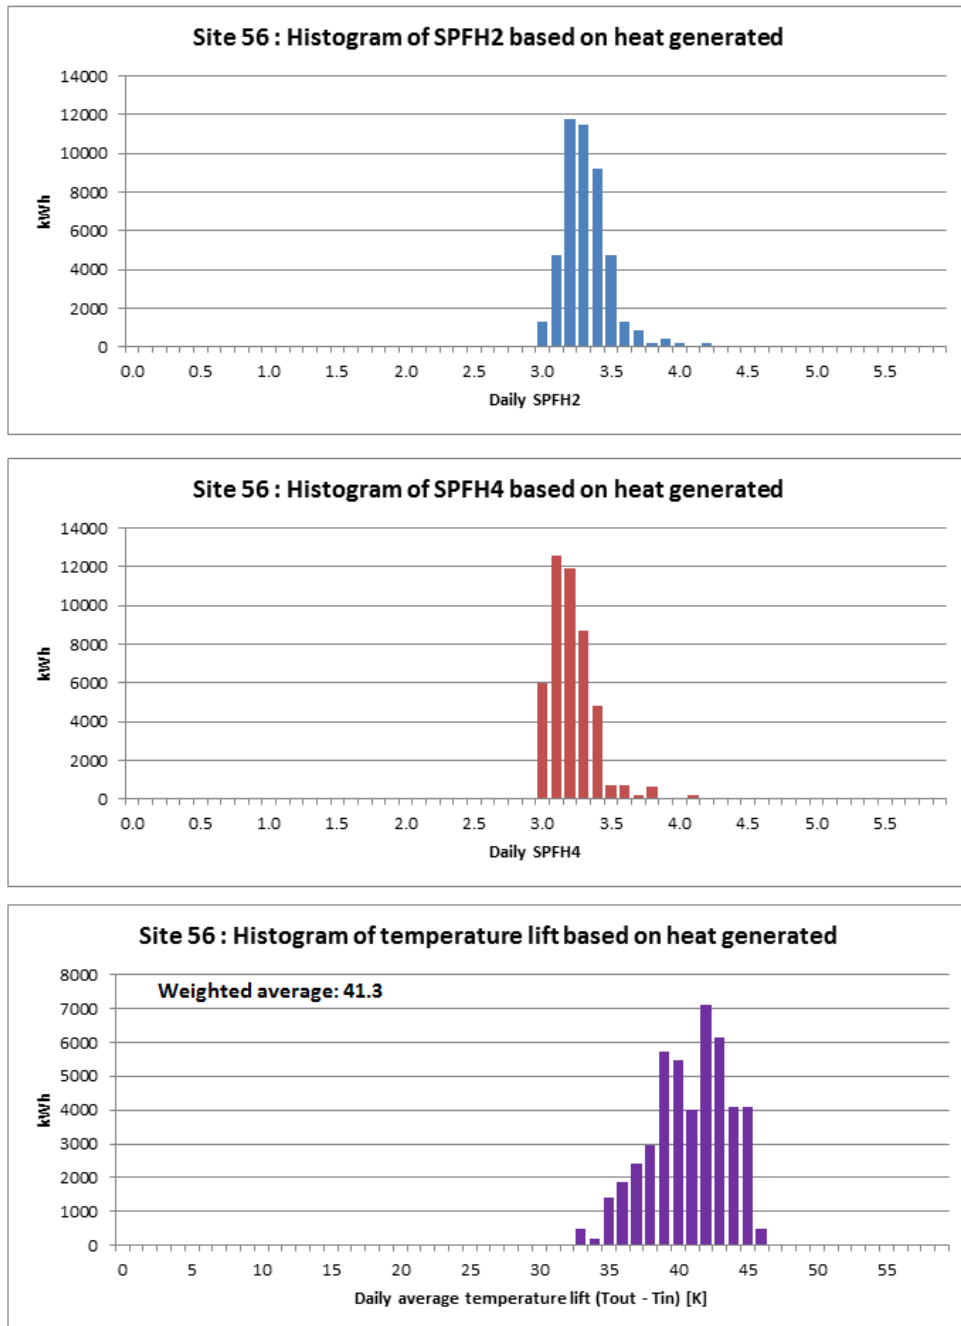 Site 56 : Histogram of SPFH2 based on heat generated
14000
12000
10000
8000
6000
4000
2000
0
kWh
0.0 0.5 1.0 1.5 2.0 2.5 3.0 3.5 4.0 4.5 5.0 5.5
Daily SPFH2
Site 56 : Histogram of SPFH4 based on heat generated
14000
12000
10000
8000
6000
4000
2000
0
kWh
0.0 0.5 1.0 1.5 2.0 2.5 3.0 3.5 4.0 4.5 5.0 5.5
Daily SPFH4
Site 56 : Histogram of temperature lift based on heat generated
Weighted average: 41.3
8000
7000
6000
5000
4000
3000
2000
1000
0
kWh
0 5 10 15 20 25 30 35 40 45 50 55
Daily average temperature lift (Tout - Tin) [K]